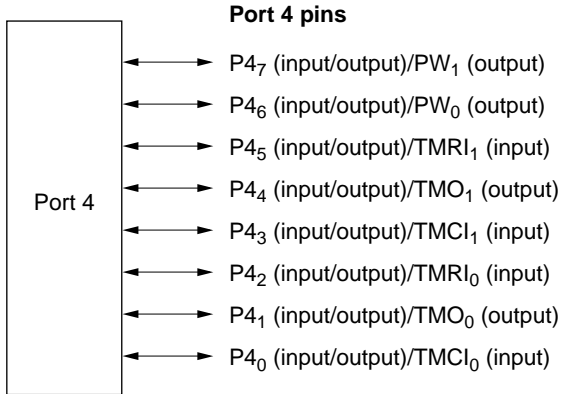 Port 4 pins
P4₇ (input/output)/PW₁ (output)
P4₆ (input/output)/PW₀ (output)
P4₅ (input/output)/TMRI₁ (input)
Port 4
P4₄ (input/output)/TMO₁ (output)
P4₃ (input/output)/TMCI₁ (input)
P4₂ (input/output)/TMRI₀ (input)
P4₁ (input/output)/TMO₀ (output)
P4₀ (input/output)/TMCI₀ (input)